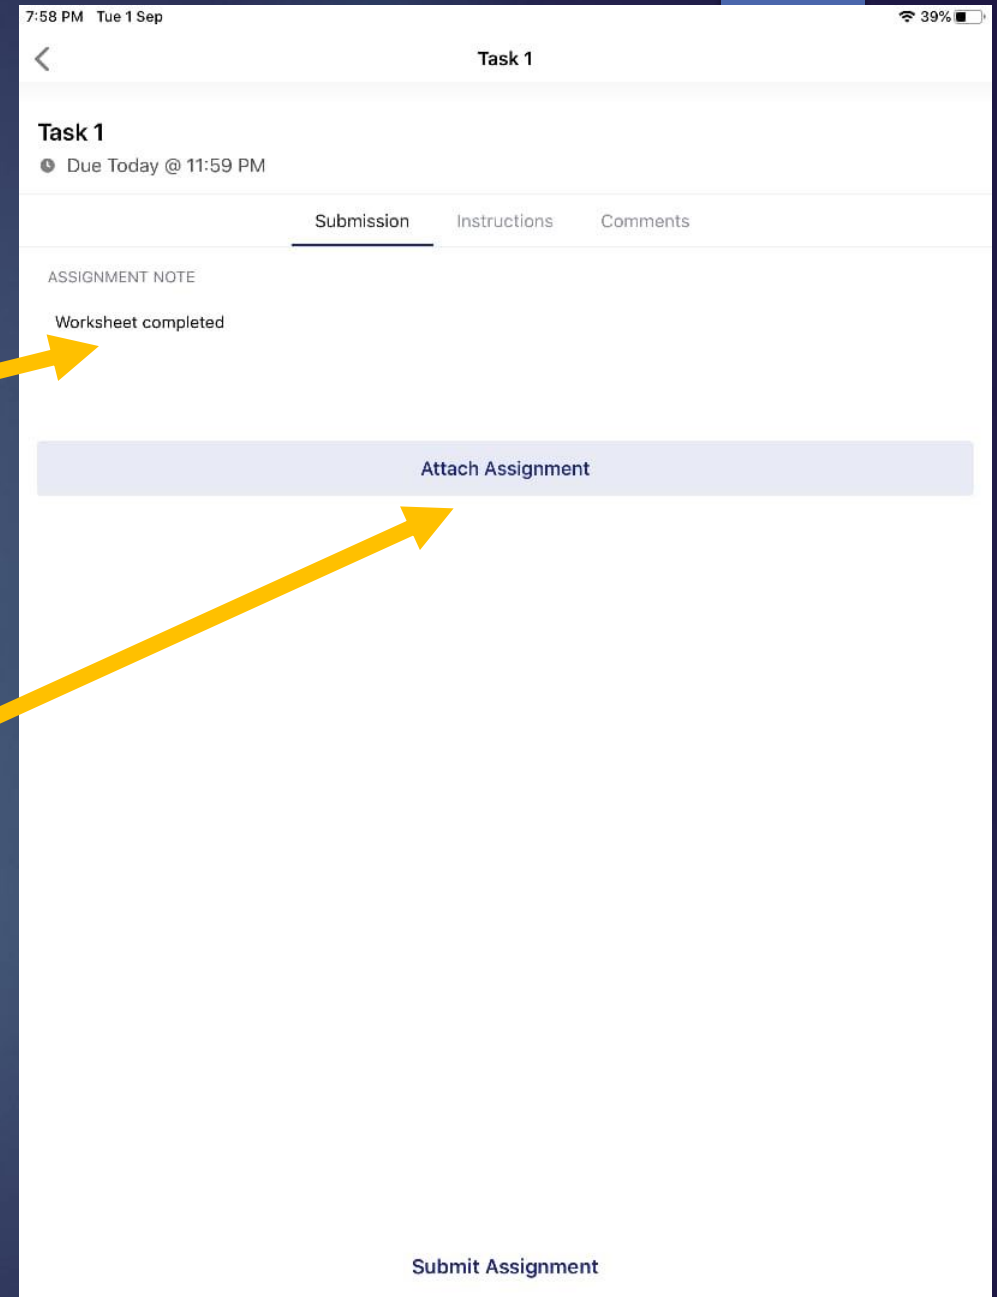 7:58 PM Tue 1 Sep 39%
Task 1
Task 1
Due Today @ 11:59 PM
Submission Instructions Comments
ASSIGNMENT NOTE
Worksheet completed
Attach Assignment
Submit Assignment